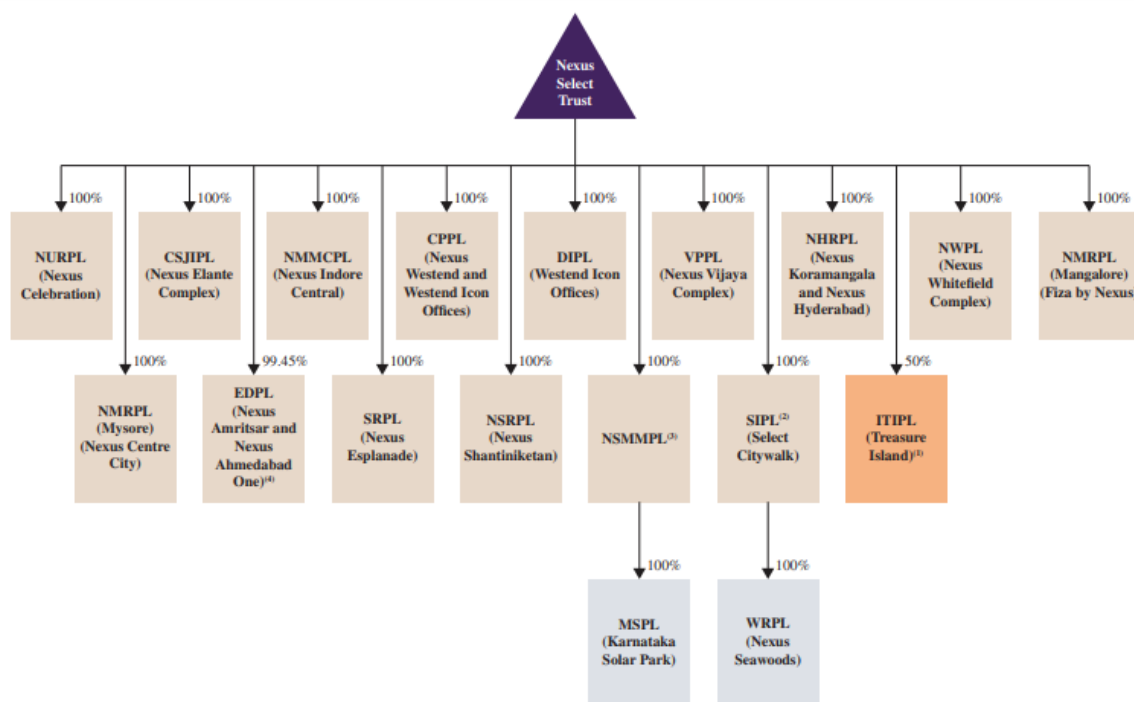 Nexus
Select
Trust
100%
100%
100%
100%
100%
100%
100%
100%
100%
NURPL
(Nexus
Celebration)
CSJIPL
(Nexus Elante
Complex)
NMMCPL
(Nexus Indore
Central)
CPPL
(Nexus
Westend and
Westend Icon
Offices)
DIPL
(Westend Icon
Offices)
VPPL
(Nexus Vijaya
Complex)
NHRPL
(Nexus
Koramangala
and Nexus
Hyderabad)
NWPL
(Nexus
Whitefield
Complex)
NMRPL
(Mangalore)
(Fiza by Nexus)
100%
99.45%
100%
100%
100%
100%
50%
NMRPL
(Mysore)
(Nexus Centre
City)
EDPL
(Nexus
Amritsar and
Nexus
Ahmedabad
One)(4)
SRPL
(Nexus
Esplanade)
NSRPL
(Nexus
Shantiniketan)
NSMMPL(3)
SIPL(2)
(Select
Citywalk)
ITIPL
(Treasure
Island)(1)
100%
100%
MSPL
(Karnataka
Solar Park)
WRPL
(Nexus
Seawoods)